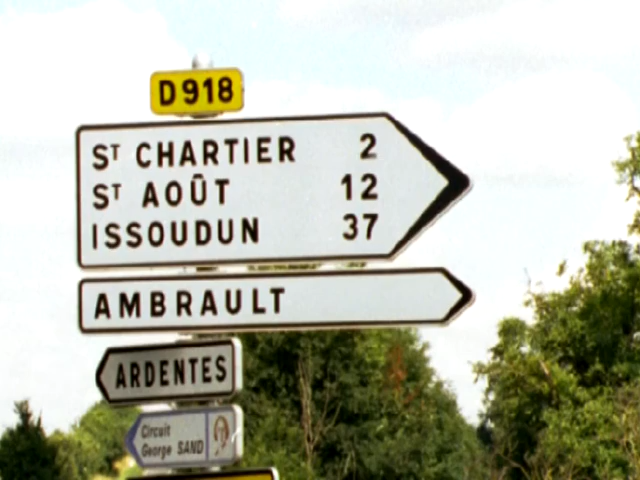 D918
ST CHARTIER 2
ST AOÛT 12
ISSOUDUN 37
AMBRAULT
ARDENTES
Circuit
George SAND